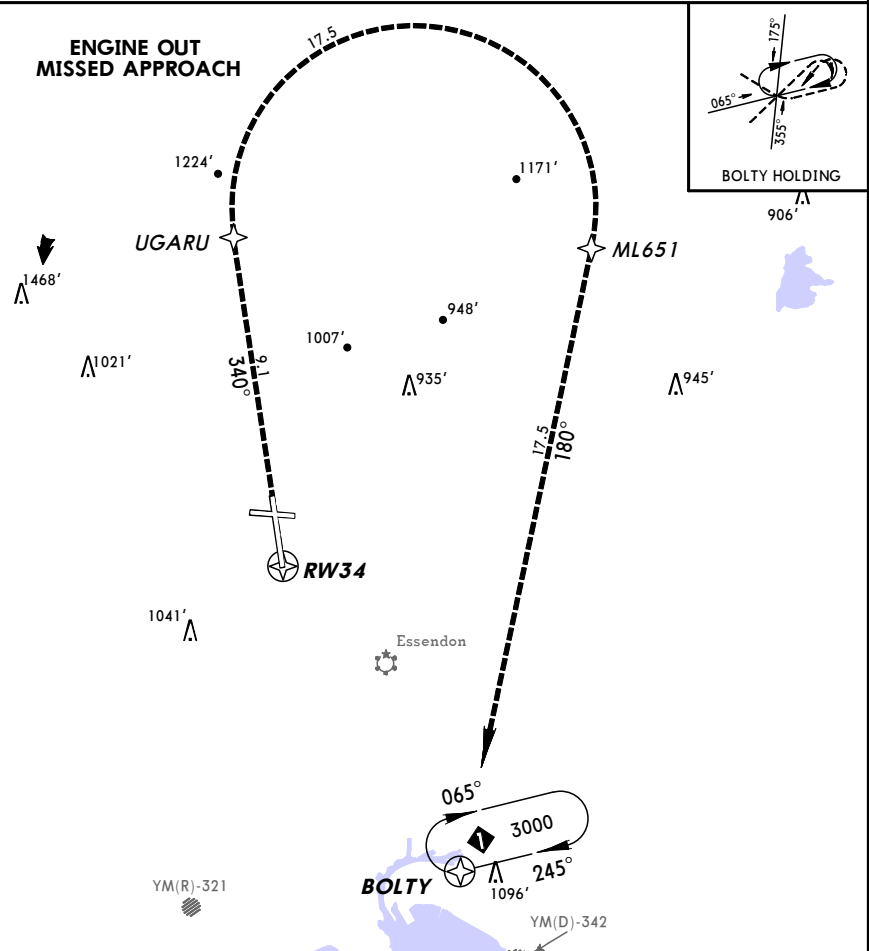 ENGINE OUT
MISSED APPROACH
17.5
175°
065°
355°
BOLTY HOLDING
1224'
1171'
906'
UGARU
ML651
1468'
948'
1007'
1021'
9.1
340°
935'
945'
17.5
180°
RW34
1041'
Essendon
065°
1
3000
245°
BOLTY
1096'
YM(R)-321
YM(D)-342